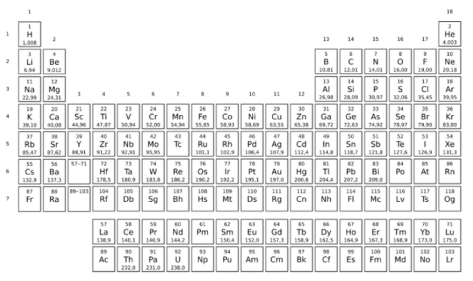 1 18
1 2
1 H He
1,008 2 13 14 15 16 17 4,003
3 4 5 6 7 8 9 10
2 Li Be B C N O F Ne
6,94 9,012 10,81 12,01 14,01 16,00 19,00 20,18
11 12 13 14 15 16 17 18
3 Na Mg Al Si P S Cl Ar
22,99 24,31 3 4 5 6 7 8 9 10 11 12 26,98 28,09 30,97 32,06 35,45 39,95
19 20 21 22 23 24 25 26 27 28 29 30 31 32 33 34 35 36
4 K Ca Sc Ti V Cr Mn Fe Co Ni Cu Zn Ga Ge As Se Br Kr
39,10 40,08 44,96 47,87 50,94 52,00 54,94 55,85 58,93 58,69 63,55 65,38 69,72 72,63 74,92 78,97 79,90 83,80
37 38 39 40 41 42 43 44 45 46 47 48 49 50 51 52 53 54
5 Rb Sr Y Zr Nb Mo Tc Ru Rh Pd Ag Cd In Sn Sb Te I Xe
85,47 87,62 88,91 91,22 92,91 95,95 101,1 102,9 106,4 107,9 112,4 114,8 118,7 121,8 127,6 126,9 131,3
55 56 57–71 72 73 74 75 76 77 78 79 80 81 82 83 84 85 86
6 Cs Ba Hf Ta W Re Os Ir Pt Au Hg Tl Pb Bi Po At Rn
132,9 137,3 178,5 180,9 183,8 186,2 190,2 192,2 195,1 197,0 200,6 204,4 207,2 209,0
87 88 89–103 104 105 106 107 108 109 110 111 112 113 114 115 116 117 118
7 Fr Ra Rf Db Sg Bh Hs Mt Ds Rg Cn Nh Fl Mc Lv Ts Og
57 58 59 60 61 62 63 64 65 66 67 68 69 70 71
La Ce Pr Nd Pm Sm Eu Gd Tb Dy Ho Er Tm Yb Lu
138,9 140,1 140,9 144,2 150,4 152,0 157,3 158,9 162,5 164,9 167,3 168,9 173,0 175,0
89 90 91 92 93 94 95 96 97 98 99 100 101 102 103
Ac Th Pa U Np Pu Am Cm Bk Cf Es Fm Md No Lr
232,0 231,0 238,0